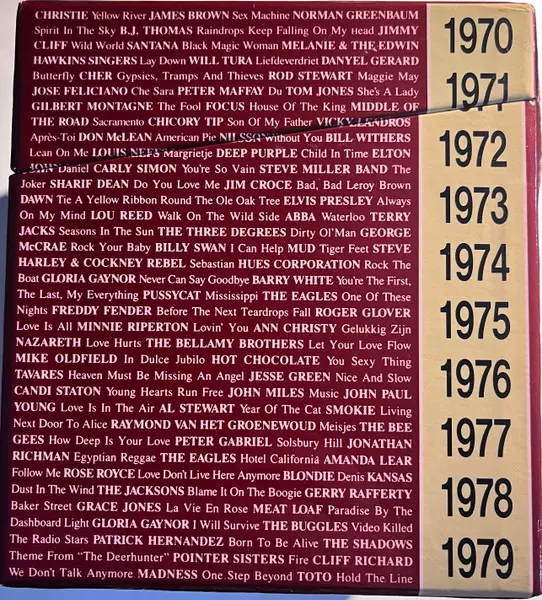 CHRISTIE Yellow River JAMES BROWN Sex Machine NORMAN GREENBAUM
Spirit In The Sky B.J. THOMAS Raindrops Keep Falling On My Head JIMMY
CLIFF Wild World SANTANA Black Magic Woman MELANIE & THE EDWIN
HAWKINS SINGERS Lay Down WILL TURA Liefdeverdriet DANYEL GERARD
Butterfly CHER Gypsies, Tramps And Thieves ROD STEWART Maggie May
JOSE FELICIANO Che Sara PETER MAFFAY Du TOM JONES She's A Lady
GILBERT MONTAGNE The Fool FOCUS House Of The King MIDDLE OF
THE ROAD Sacramento CHICORY TIP Son Of My Father VICKY LEANDROS
Après-Toi DON McLEAN American Pie NILSSON Without You BILL WITHERS
Lean On Me LOUIS NEFS Margrietje DEEP PURPLE Child In Time ELTON
JOHN Daniel CARLY SIMON You're So Vain STEVE MILLER BAND The
Joker SHARIF DEAN Do You Love Me JIM CROCE Bad, Bad Leroy Brown
DAWN Tie A Yellow Ribbon Round The Ole Oak Tree ELVIS PRESLEY Always
On My Mind LOU REED Walk On The Wild Side ABBA Waterloo TERRY
JACKS Seasons In The Sun THE THREE DEGREES Dirty Ol'Man GEORGE
McCRAE Rock Your Baby BILLY SWAN I Can Help MUD Tiger Feet STEVE
HARLEY & COCKNEY REBEL Sebastian HUES CORPORATION Rock The
Boat GLORIA GAYNOR Never Can Say Goodbye BARRY WHITE You're The First,
The Last, My Everything PUSSYCAT Mississippi THE EAGLES One Of These
Nights FREDDY FENDER Before The Next Teardrops Fall ROGER GLOVER
Love Is All MINNIE RIPERTON Lovin' You ANN CHRISTY Gelukkig Zijn
NAZARETH Love Hurts THE BELLAMY BROTHERS Let Your Love Flow
MIKE OLDFIELD In Dulce Jubilo HOT CHOCOLATE You Sexy Thing
TAVARES Heaven Must Be Missing An Angel JESSE GREEN Nice And Slow
CANDI STATON Young Hearts Run Free JOHN MILES Music JOHN PAUL
YOUNG Love Is In The Air AL STEWART Year Of The Cat SMOKIE Living
Next Door To Alice RAYMOND VAN HET GROENEWOUD Meisjes THE BEE
GEES How Deep Is Your Love PETER GABRIEL Solsbury Hill JONATHAN
RICHMAN Egyptian Reggae THE EAGLES Hotel California AMANDA LEAR
Follow Me ROSE ROYCE Love Don't Live Here Anymore BLONDIE Denis KANSAS
Dust In The Wind THE JACKSONS Blame It On The Boogie GERRY RAFFERTY
Baker Street GRACE JONES La Vie En Rose MEAT LOAF Paradise By The
Dashboard Light GLORIA GAYNOR I Will Survive THE BUGGLES Video Killed
The Radio Stars PATRICK HERNANDEZ Born To Be Alive THE SHADOWS
Theme From "The Deerhunter" POINTER SISTERS Fire CLIFF RICHARD
We Don't Talk Anymore MADNESS One Step Beyond TOTO Hold The Line
1970
1971
1972
1973
1974
1975
1976
1977
1978
1979